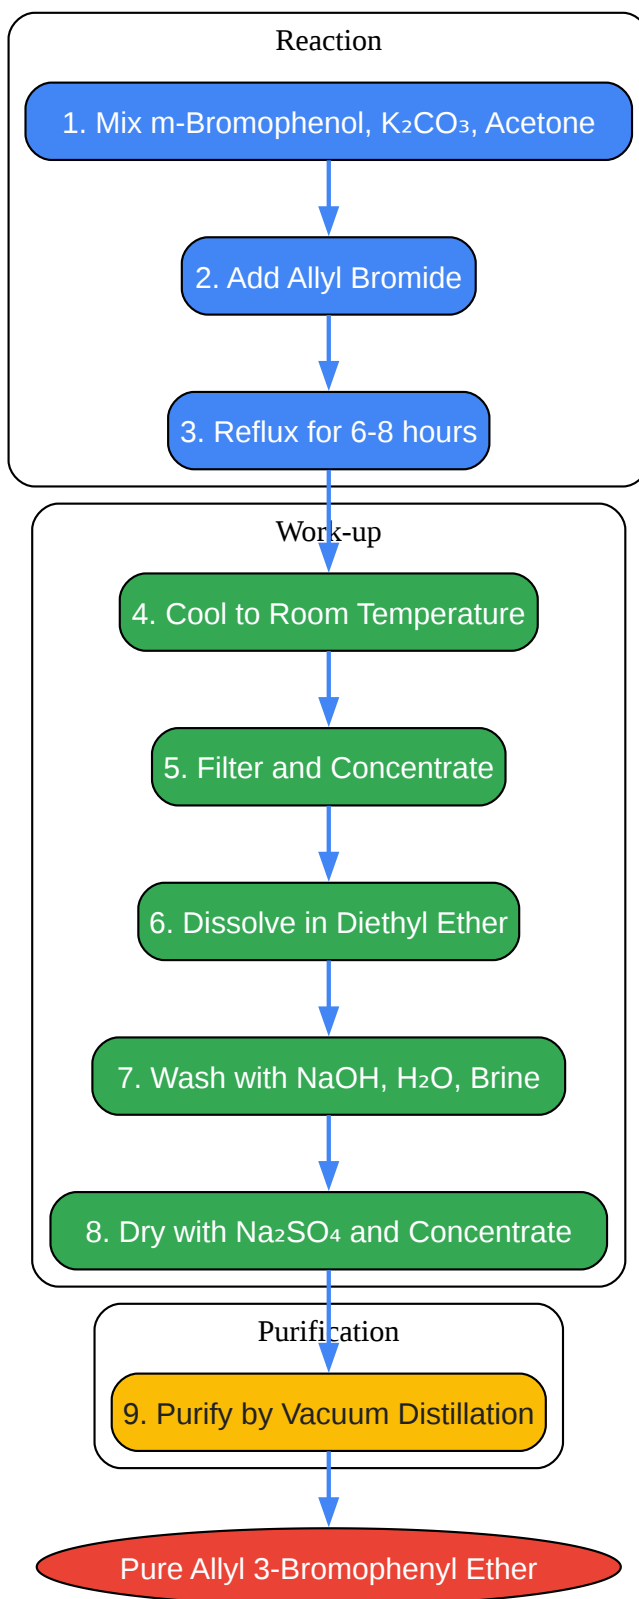 Reaction
1. Mix m-Bromophenol, K₂CO₃, Acetone
2. Add Allyl Bromide
3. Reflux for 6-8 hours
Work-up
4. Cool to Room Temperature
5. Filter and Concentrate
6. Dissolve in Diethyl Ether
7. Wash with NaOH, H₂O, Brine
8. Dry with Na₂SO₄ and Concentrate
Purification
9. Purify by Vacuum Distillation
Pure Allyl 3-Bromophenyl Ether